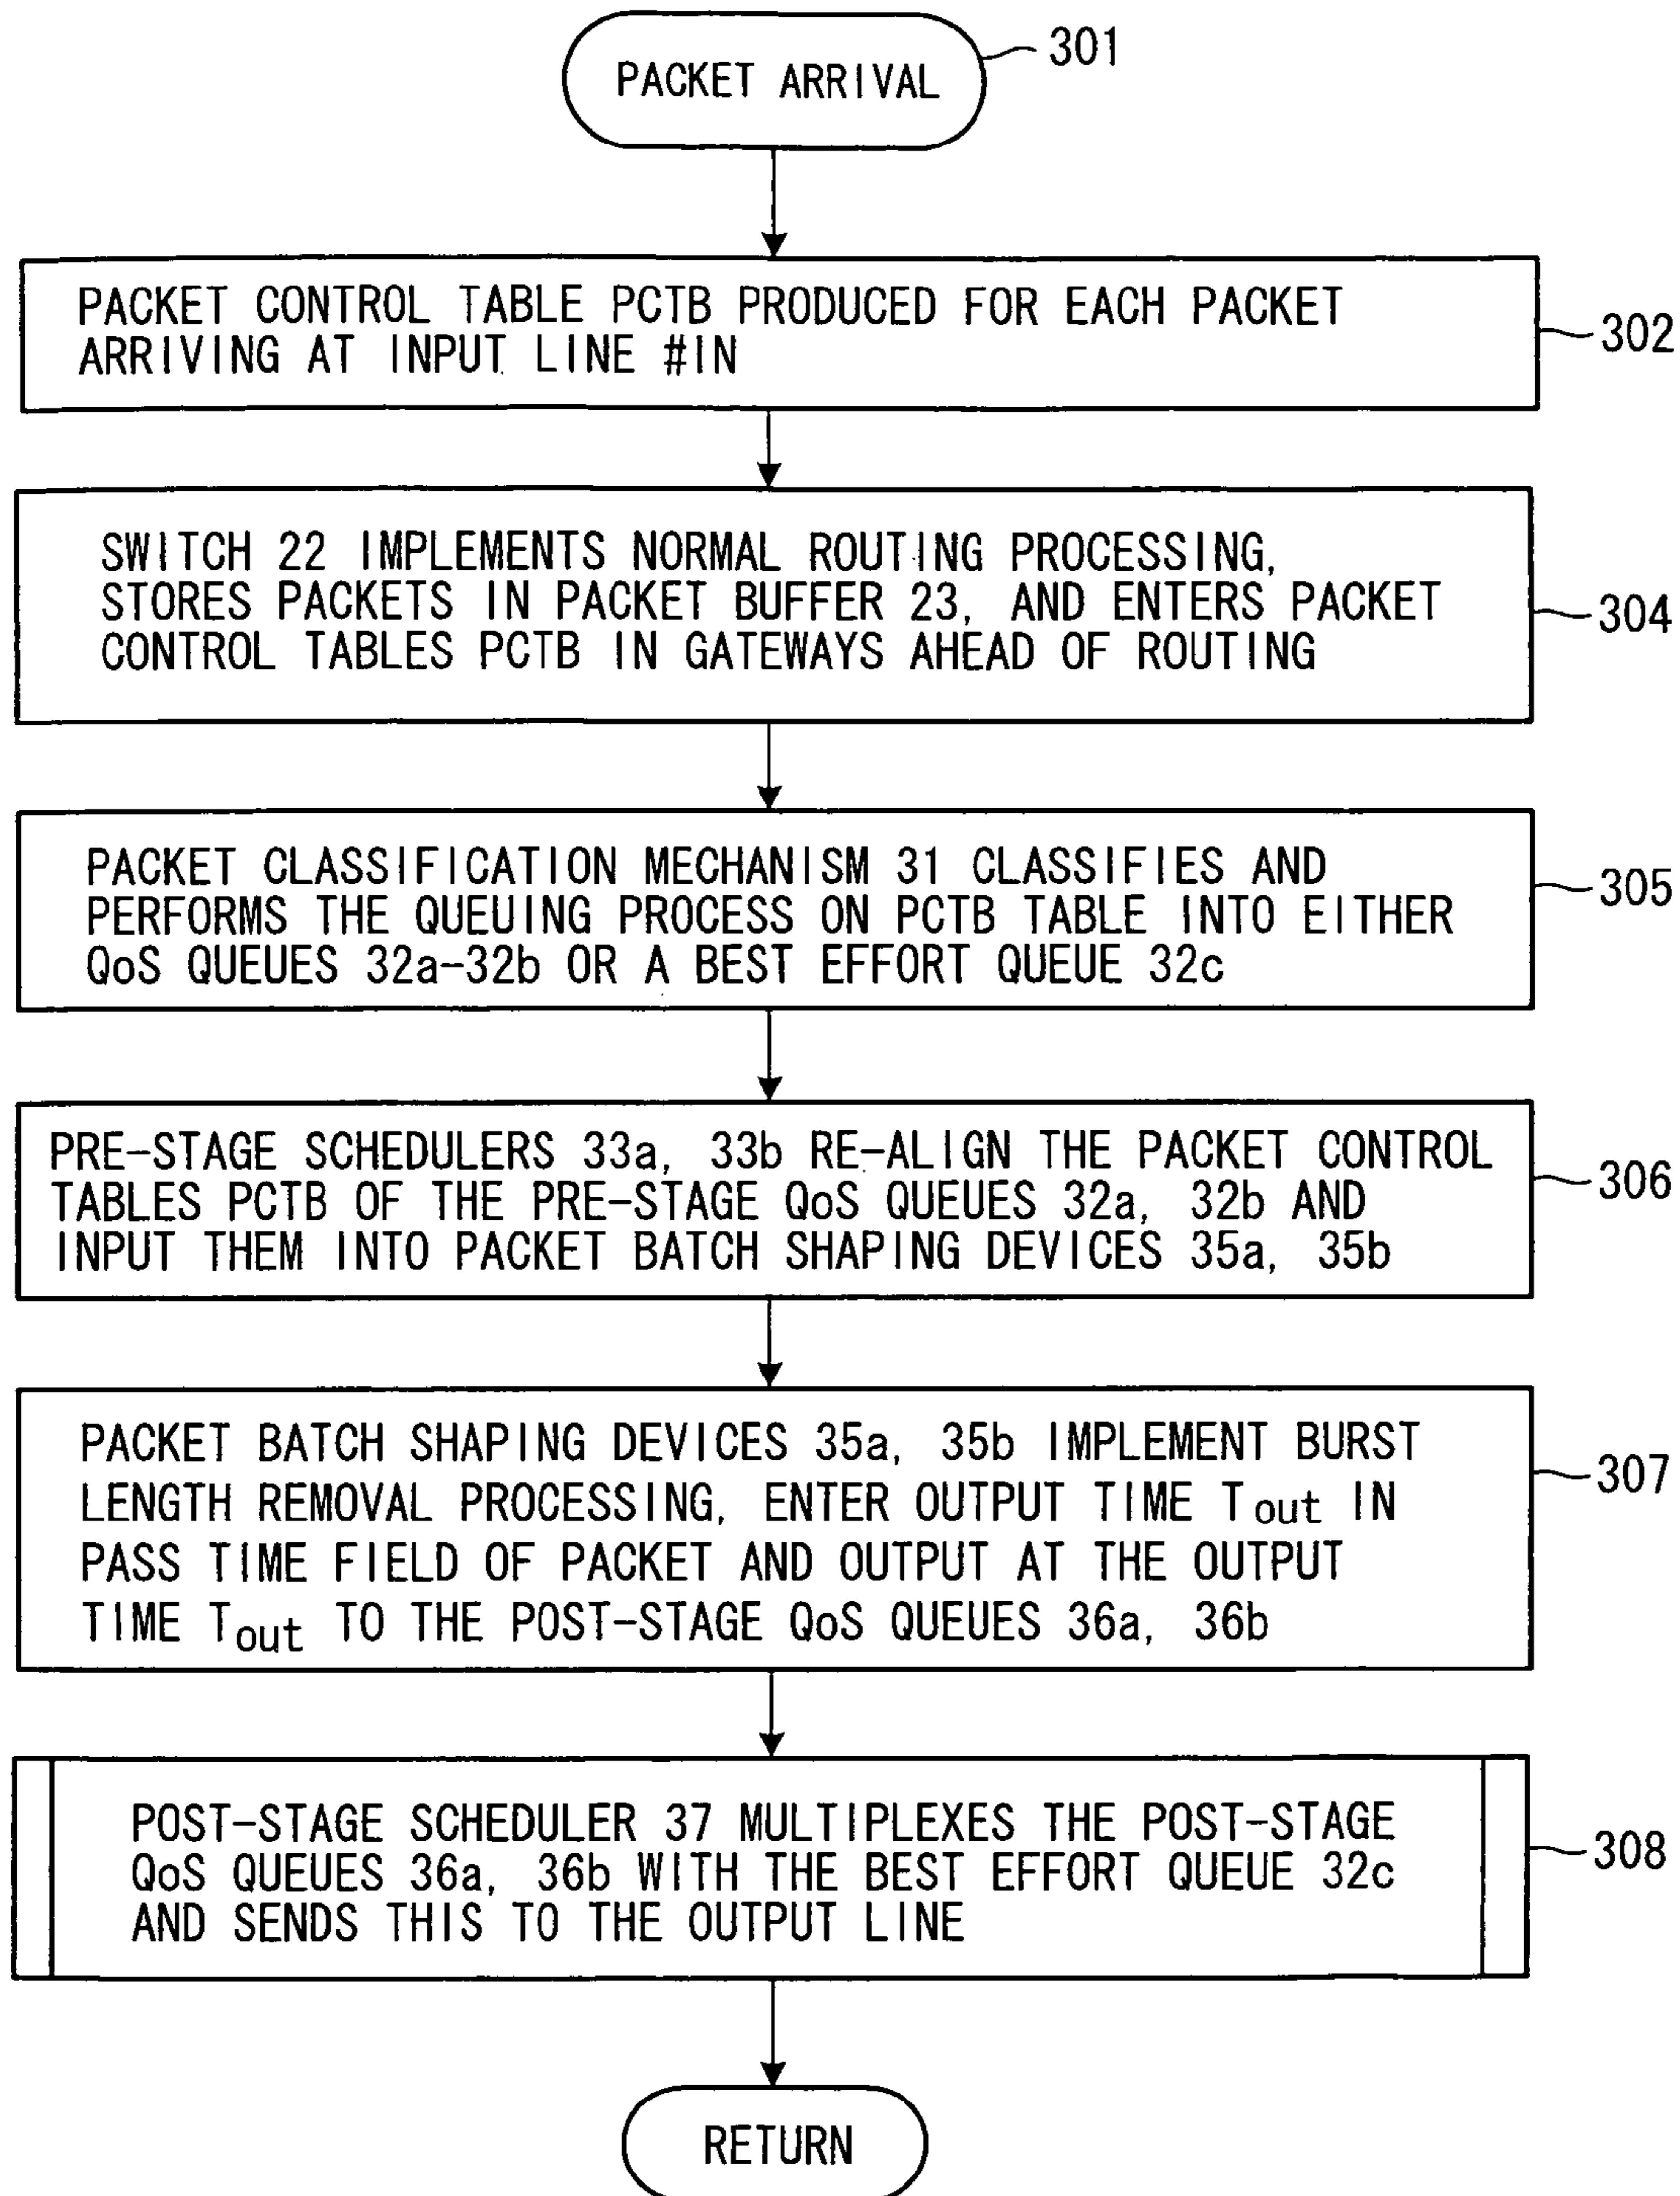 PACKET ARRIVAL
301
PACKET CONTROL TABLE PCTB PRODUCED FOR EACH PACKET
ARRIVING AT INPUT LINE #IN
302
SWITCH 22 IMPLEMENTS NORMAL ROUTING PROCESSING,
STORES PACKETS IN PACKET BUFFER 23, AND ENTERS PACKET
CONTROL TABLES PCTB IN GATEWAYS AHEAD OF ROUTING
304
PACKET CLASSIFICATION MECHANISM 31 CLASSIFIES AND
PERFORMS THE QUEUING PROCESS ON PCTB TABLE INTO EITHER
QoS QUEUES 32a-32b OR A BEST EFFORT QUEUE 32c
305
PRE-STAGE SCHEDULERS 33a, 33b RE-ALIGN THE PACKET CONTROL
TABLES PCTB OF THE PRE-STAGE QoS QUEUES 32a, 32b AND
INPUT THEM INTO PACKET BATCH SHAPING DEVICES 35a, 35b
306
PACKET BATCH SHAPING DEVICES 35a, 35b IMPLEMENT BURST
LENGTH REMOVAL PROCESSING, ENTER OUTPUT TIME Tout IN
PASS TIME FIELD OF PACKET AND OUTPUT AT THE OUTPUT
TIME Tout TO THE POST-STAGE QoS QUEUES 36a, 36b
307
POST-STAGE SCHEDULER 37 MULTIPLEXES THE POST-STAGE
QoS QUEUES 36a, 36b WITH THE BEST EFFORT QUEUE 32c
AND SENDS THIS TO THE OUTPUT LINE
308
RETURN